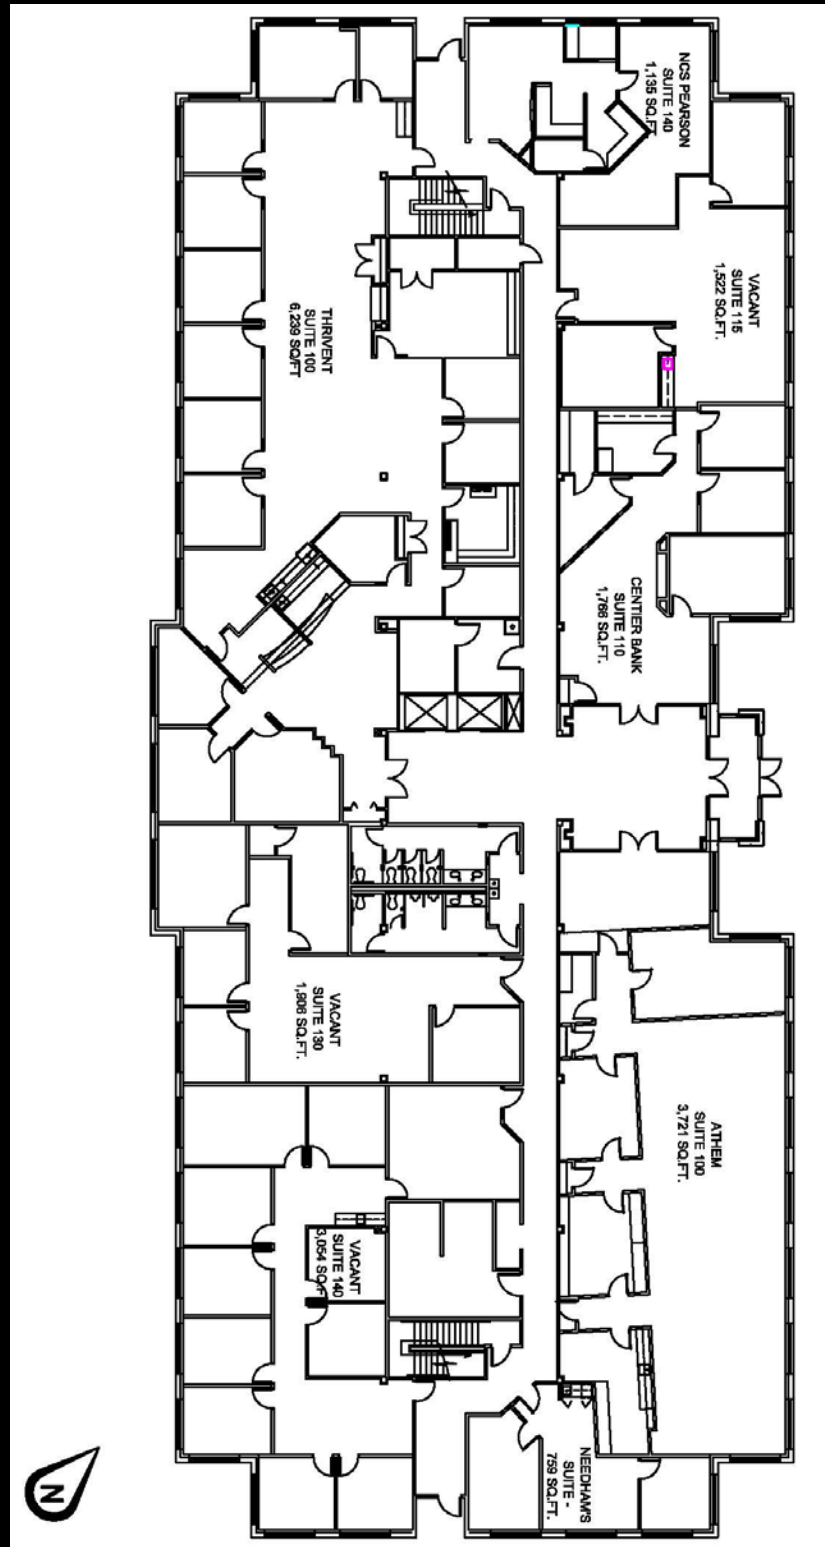 NCS PEARSON
SUITE 140
1,135 SQ.FT.
VACANT
SUITE 115
1,522 SQ.FT.
THRIVENT
SUITE 100
6,239 SQ/FT
CENTIER BANK
SUITE 110
1,766 SQ.FT.
VACANT
SUITE 130
1,906 SQ.FT.
ATHEM
SUITE 100
3,721 SQ.FT.
VACANT
SUITE 140
3,054 SQ.FT
NEEDHAM'S
SUITE -
759 SQ.FT.
N